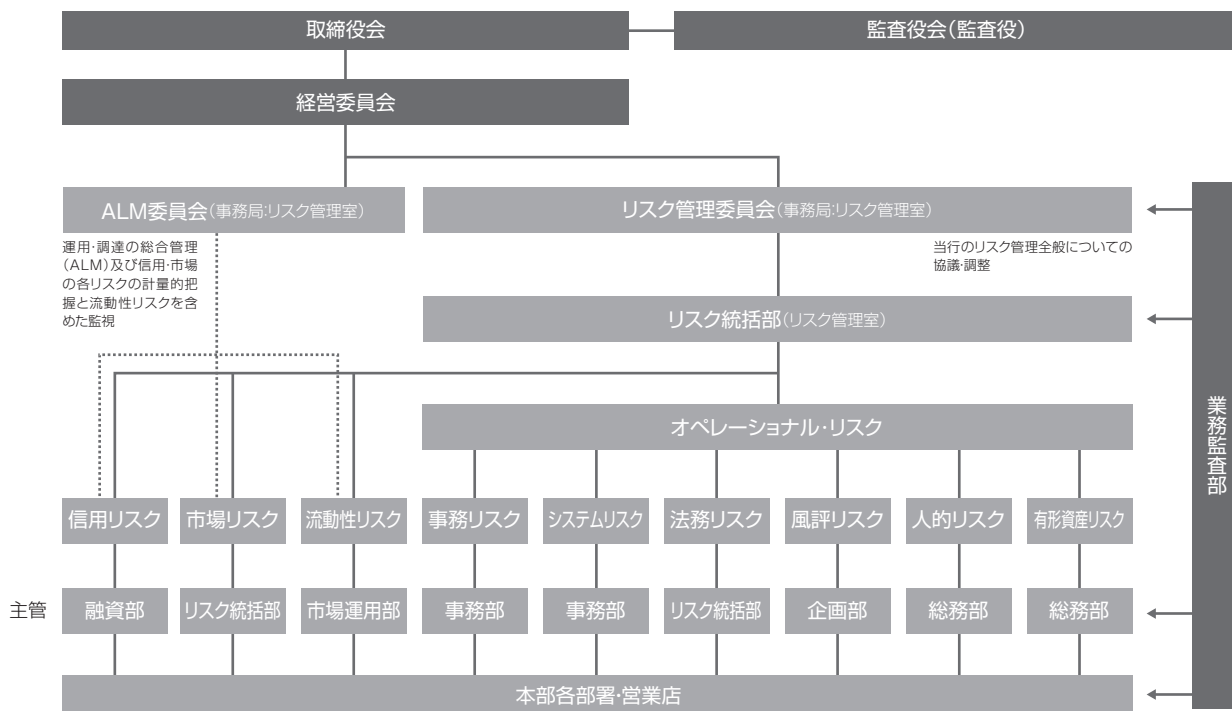 取締役会
監査役会(監査役)
経営委員会
ALM委員会(事務局:リスク管理室)
リスク管理委員会(事務局:リスク管理室)
運用・調達の総合管理
(ALM)及び信用・市場
の各リスクの計量的把
握と流動性リスクを含
めた監視
当行のリスク管理全般についての
協議・調整
リスク統括部(リスク管理室)
オペレーショナル・リスク
業務監査部
信用リスク
市場リスク
流動性リスク
事務リスク
システムリスク
法務リスク
風評リスク
人的リスク
有形資産リスク
主管
融資部
リスク統括部
市場運用部
事務部
事務部
リスク統括部
企画部
総務部
総務部
本部各部署・営業店